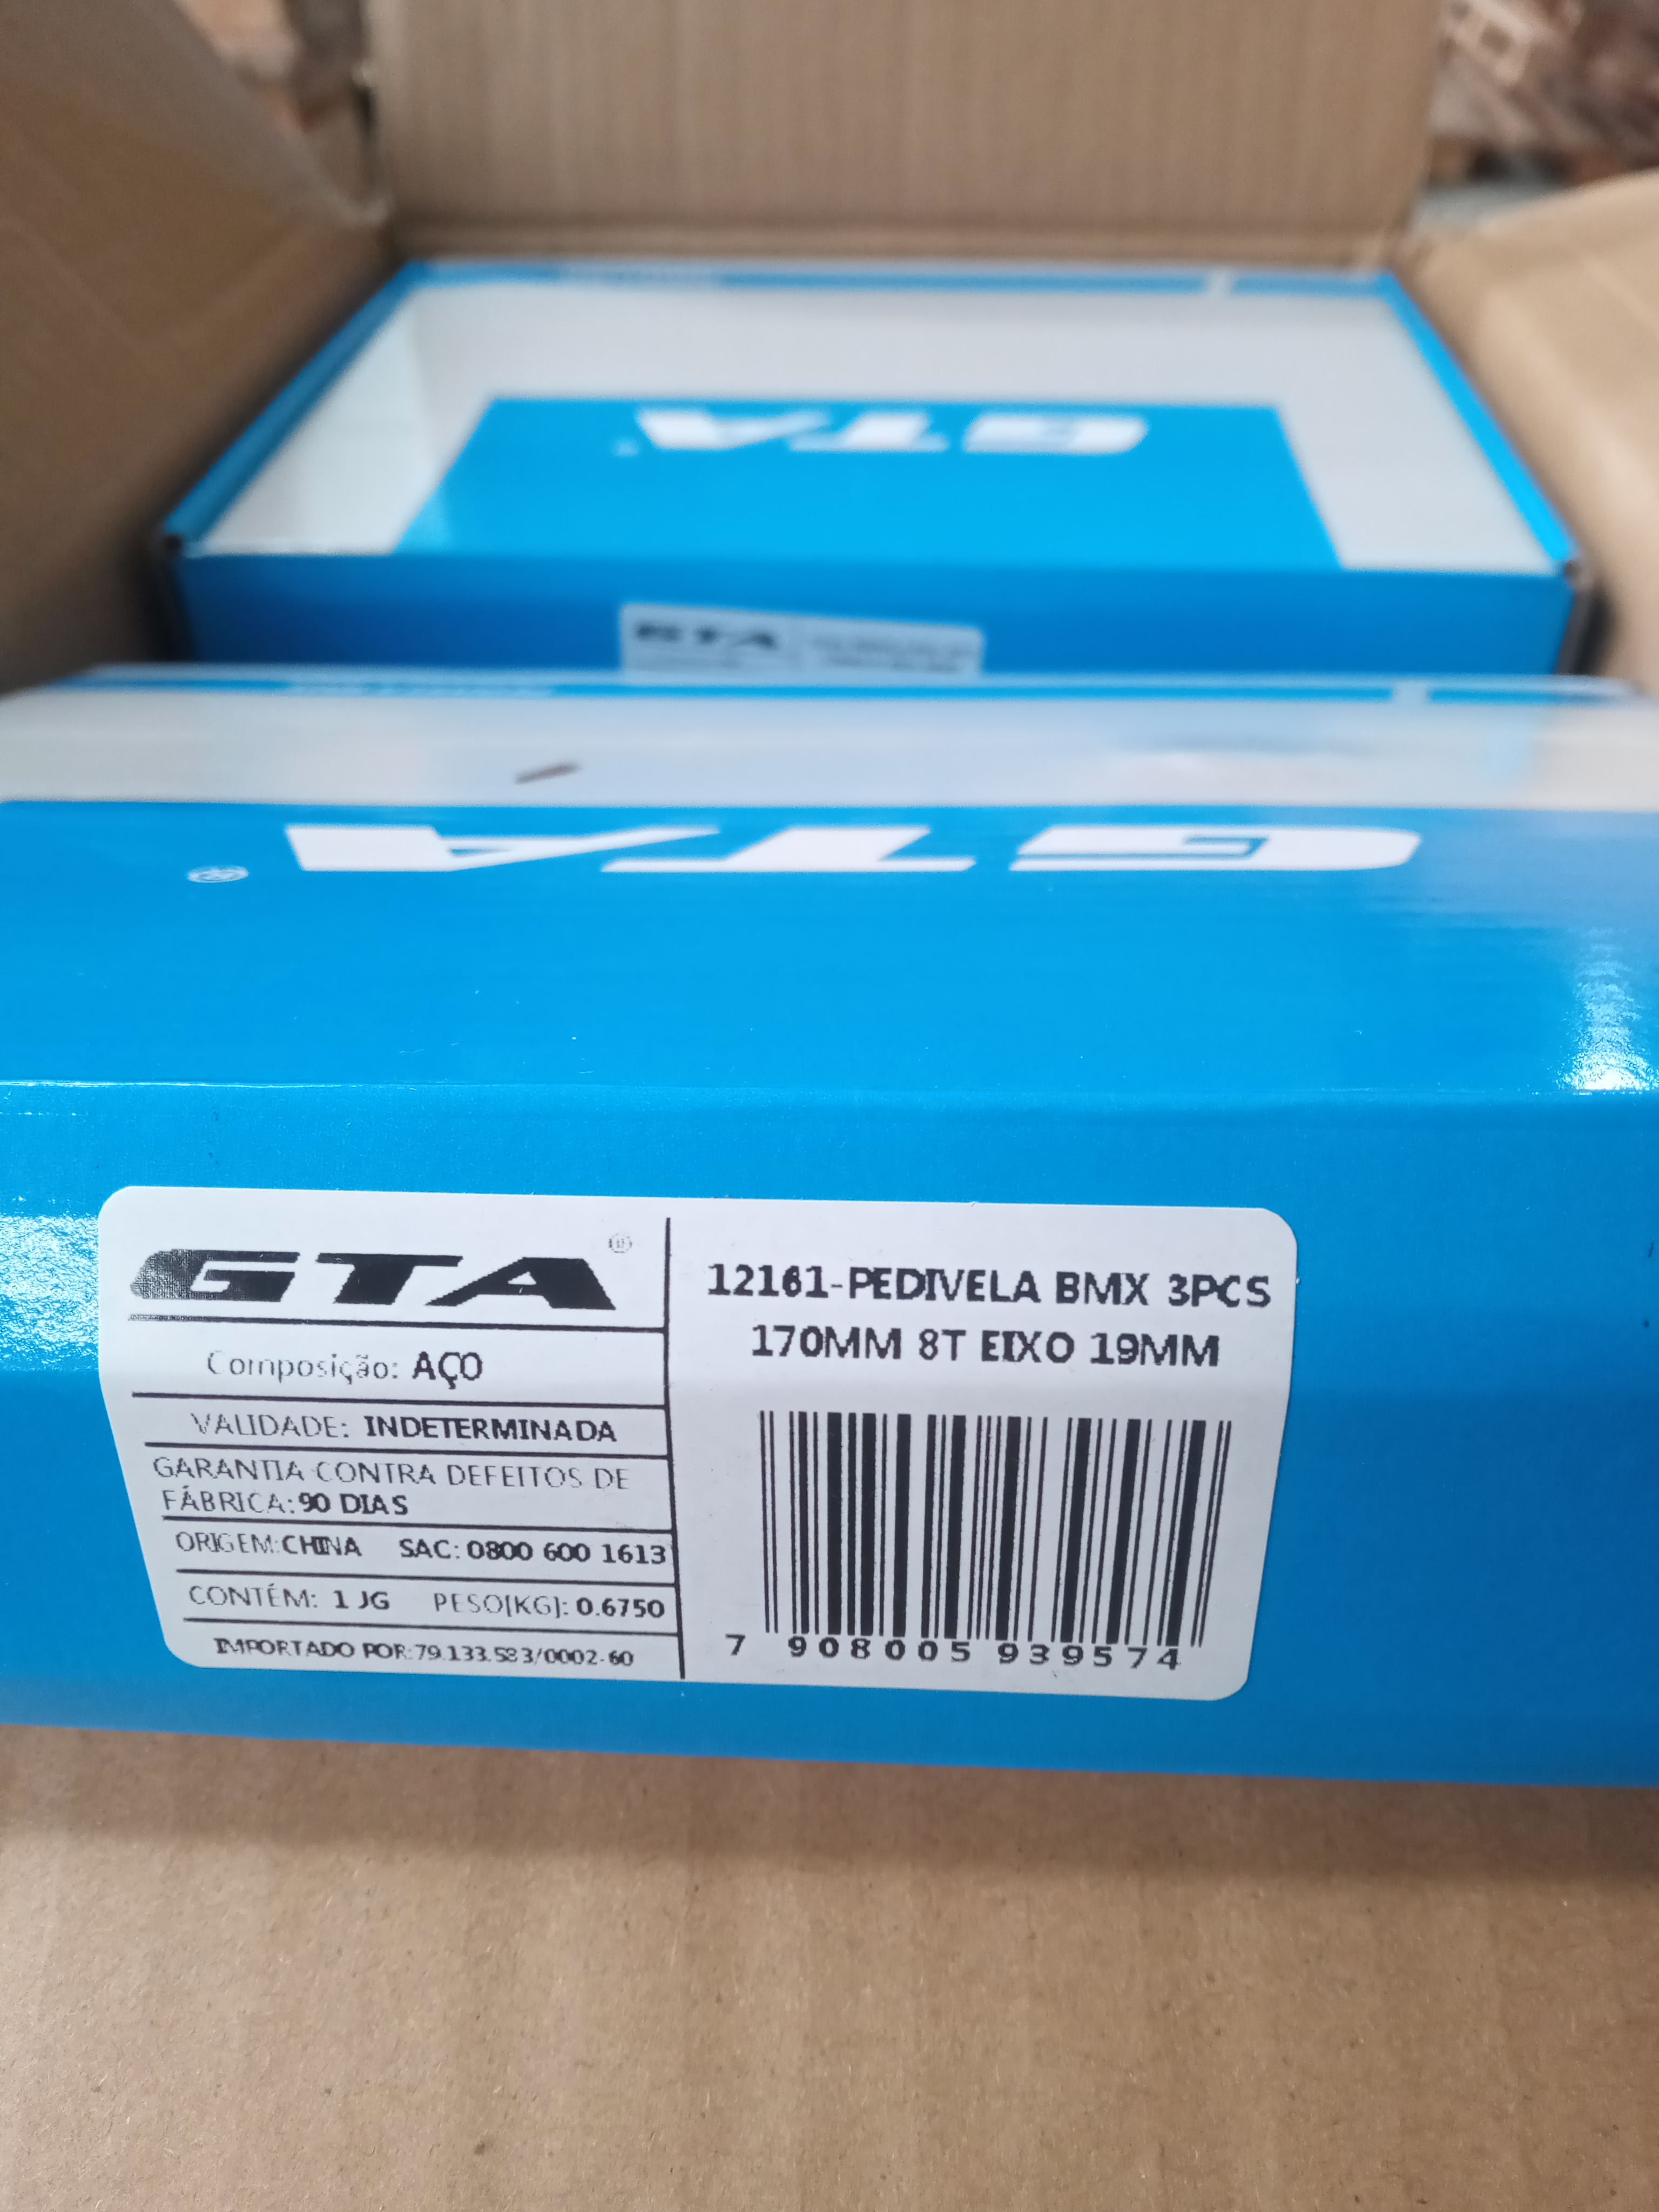 GTA
GTA
GTA
®
GTA®
Composição: AÇO
VALIDADE: INDETERMINADA
GARANTIA CONTRA DEFEITOS DE
FÁBRICA: 90 DIAS
ORIGEM: CHINA SAC: 0800 600 1613
CONTÉM: 1 JG PESO[KG]: 0.6750
IMPORTADO POR: 79.133.583/0002-60
12161-PEDIVELA BMX 3PCS
170MM 8T EIXO 19MM
7 908005 939574